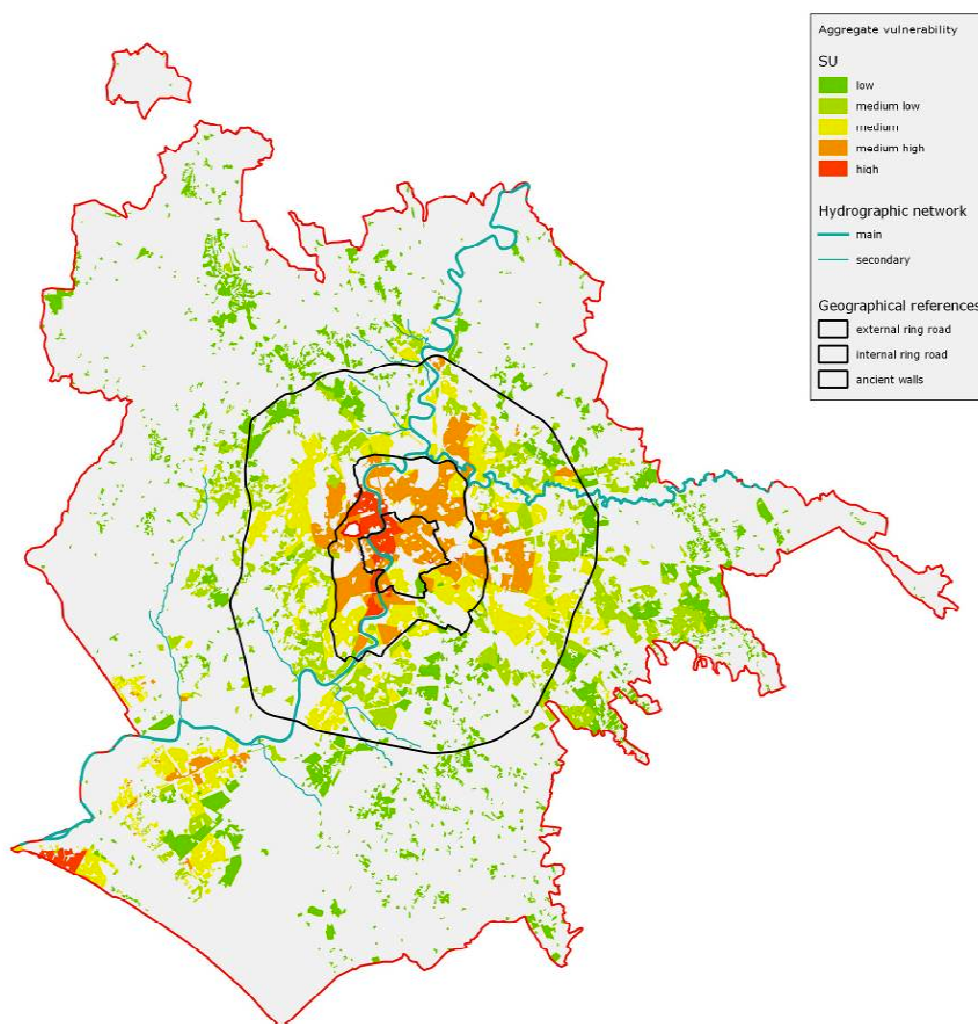 Aggregate vulnerability
SU
low
medium low
medium
medium high
high
Hydrographic network
main
secondary
Geographical references
external ring road
internal ring road
ancient walls